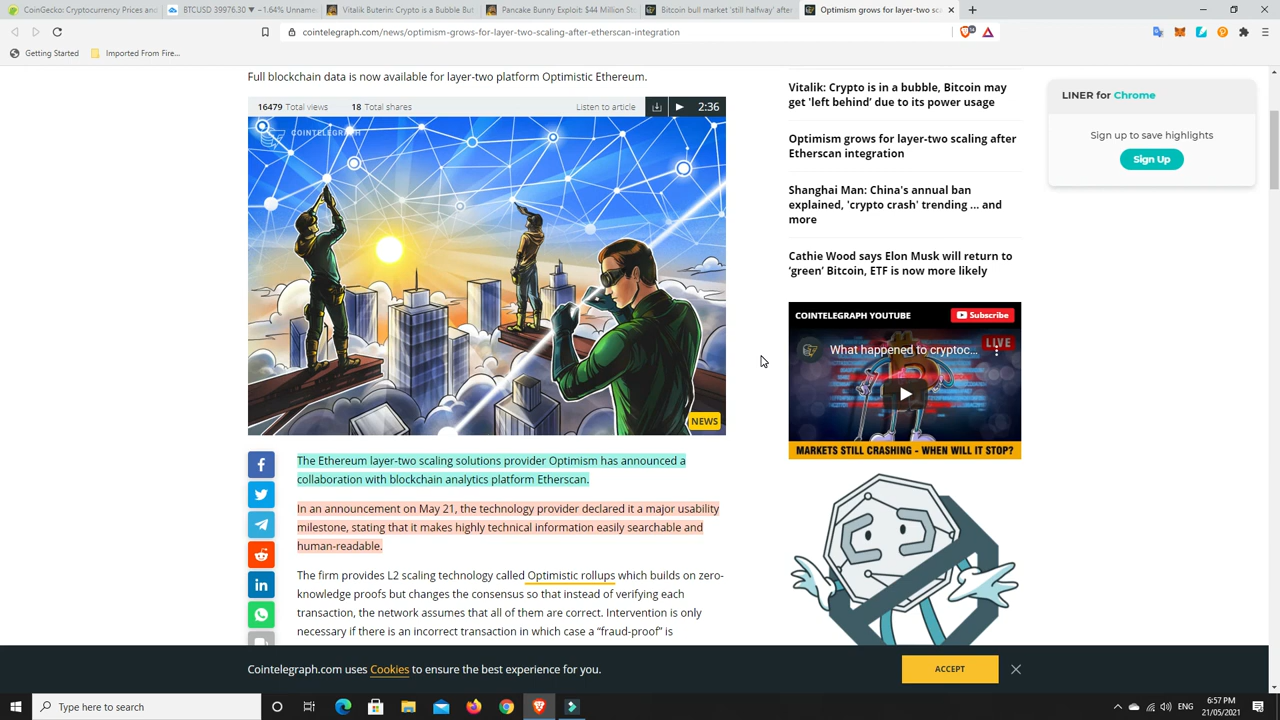 CoinGecko: Cryptocurrency Prices and
BTCUSD 39976.30 ▼ −1.64% Unname
Vitalik Buterin: Crypto is a Bubble But
Pancake Bunny Exploit: $44 Million St
Bitcoin bull market 'still halfway' after
Optimism grows for layer-two sc
cointelegraph.com/news/optimism-grows-for-layer-two-scaling-after-etherscan-integration
Getting Started
Imported From Fire...
Full blockchain data is now available for layer-two platform Optimistic Ethereum.
16479 Total views
18 Total shares
Listen to article
2:36
COINTELEGRAPH
NEWS
The Ethereum layer-two scaling solutions provider Optimism has announced a
collaboration with blockchain analytics platform Etherscan.
In an announcement on May 21, the technology provider declared it a major usability
milestone, stating that it makes highly technical information easily searchable and
human-readable.
The firm provides L2 scaling technology called Optimistic rollups which builds on zero-
knowledge proofs but changes the consensus so that instead of verifying each
transaction, the network assumes that all of them are correct. Intervention is only
necessary if there is an incorrect transaction in which case a “fraud-proof” is
Vitalik: Crypto is in a bubble, Bitcoin may
get 'left behind’ due to its power usage
Optimism grows for layer-two scaling after
Etherscan integration
Shanghai Man: China's annual ban
explained, 'crypto crash' trending ... and
more
Cathie Wood says Elon Musk will return to
‘green’ Bitcoin, ETF is now more likely
COINTELEGRAPH YOUTUBE
Subscribe
What happened to cryptoc...
LIVE
MARKETS STILL CRASHING - WHEN WILL IT STOP?
LINER for Chrome
Sign up to save highlights
Sign Up
Cointelegraph.com uses Cookies to ensure the best experience for you.
ACCEPT
Type here to search
ENG
6:57 PM
21/05/2021